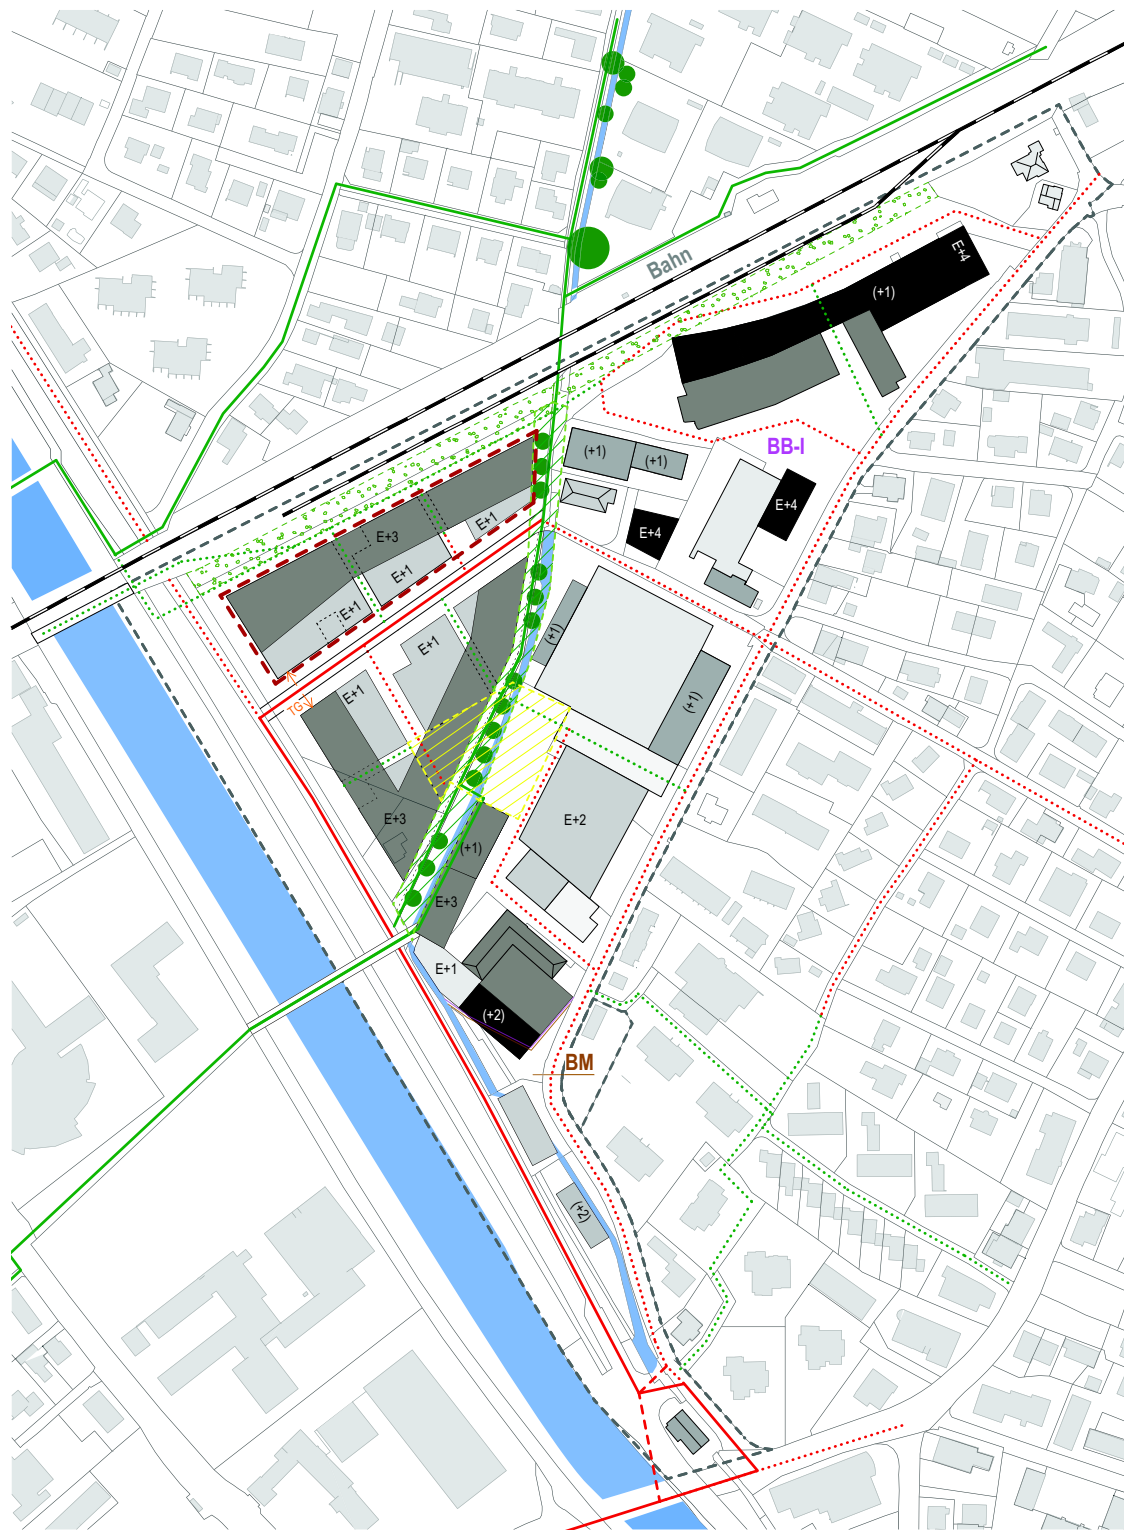 Bahn
E+4
(+1)
BB-I
(+1)
(+1)
E+4
E+4
E+1
E+3
E+1
E+1
(+1)
E+1
E+1
(+1)
TG
E+3
E+2
(+1)
E+3
E+1
(+2)
BM
(+2)